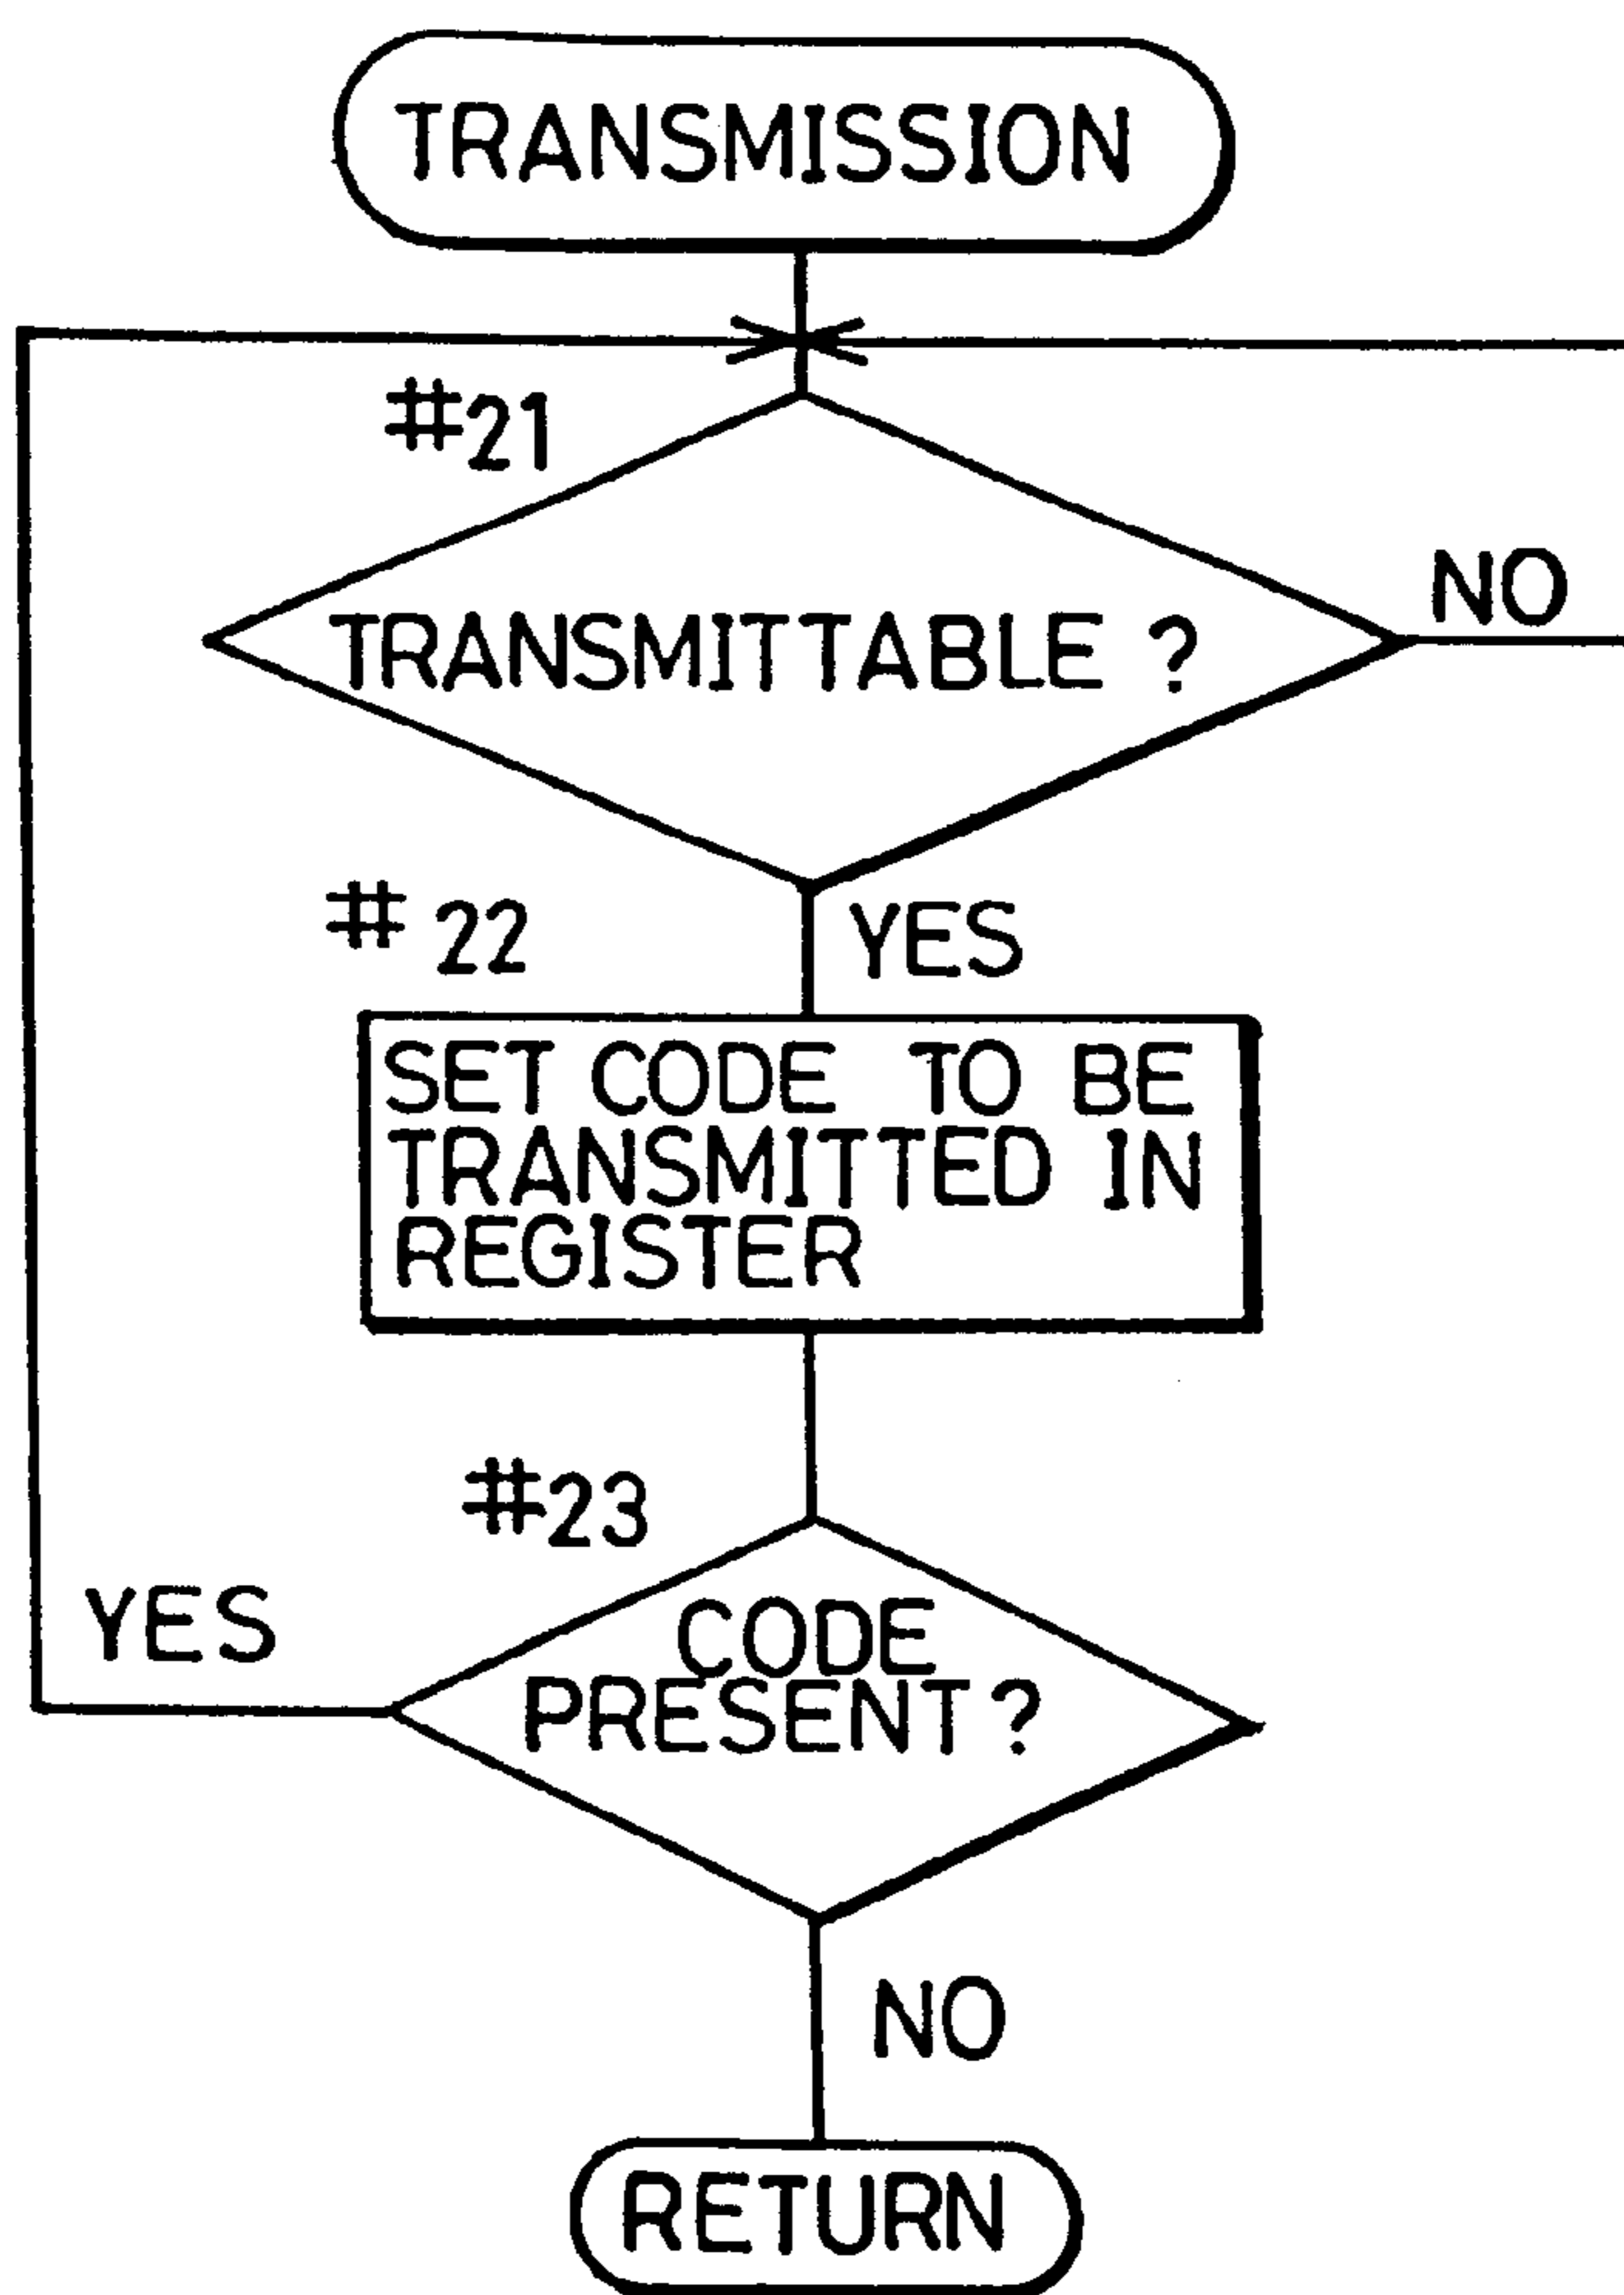 TRANSMISSION
#21
TRANSMITTABLE ?
NO
#22
YES
SET CODE TO BE
TRANSMITTED IN
REGISTER
#23
YES
CODE
PRESENT?
NO
RETURN